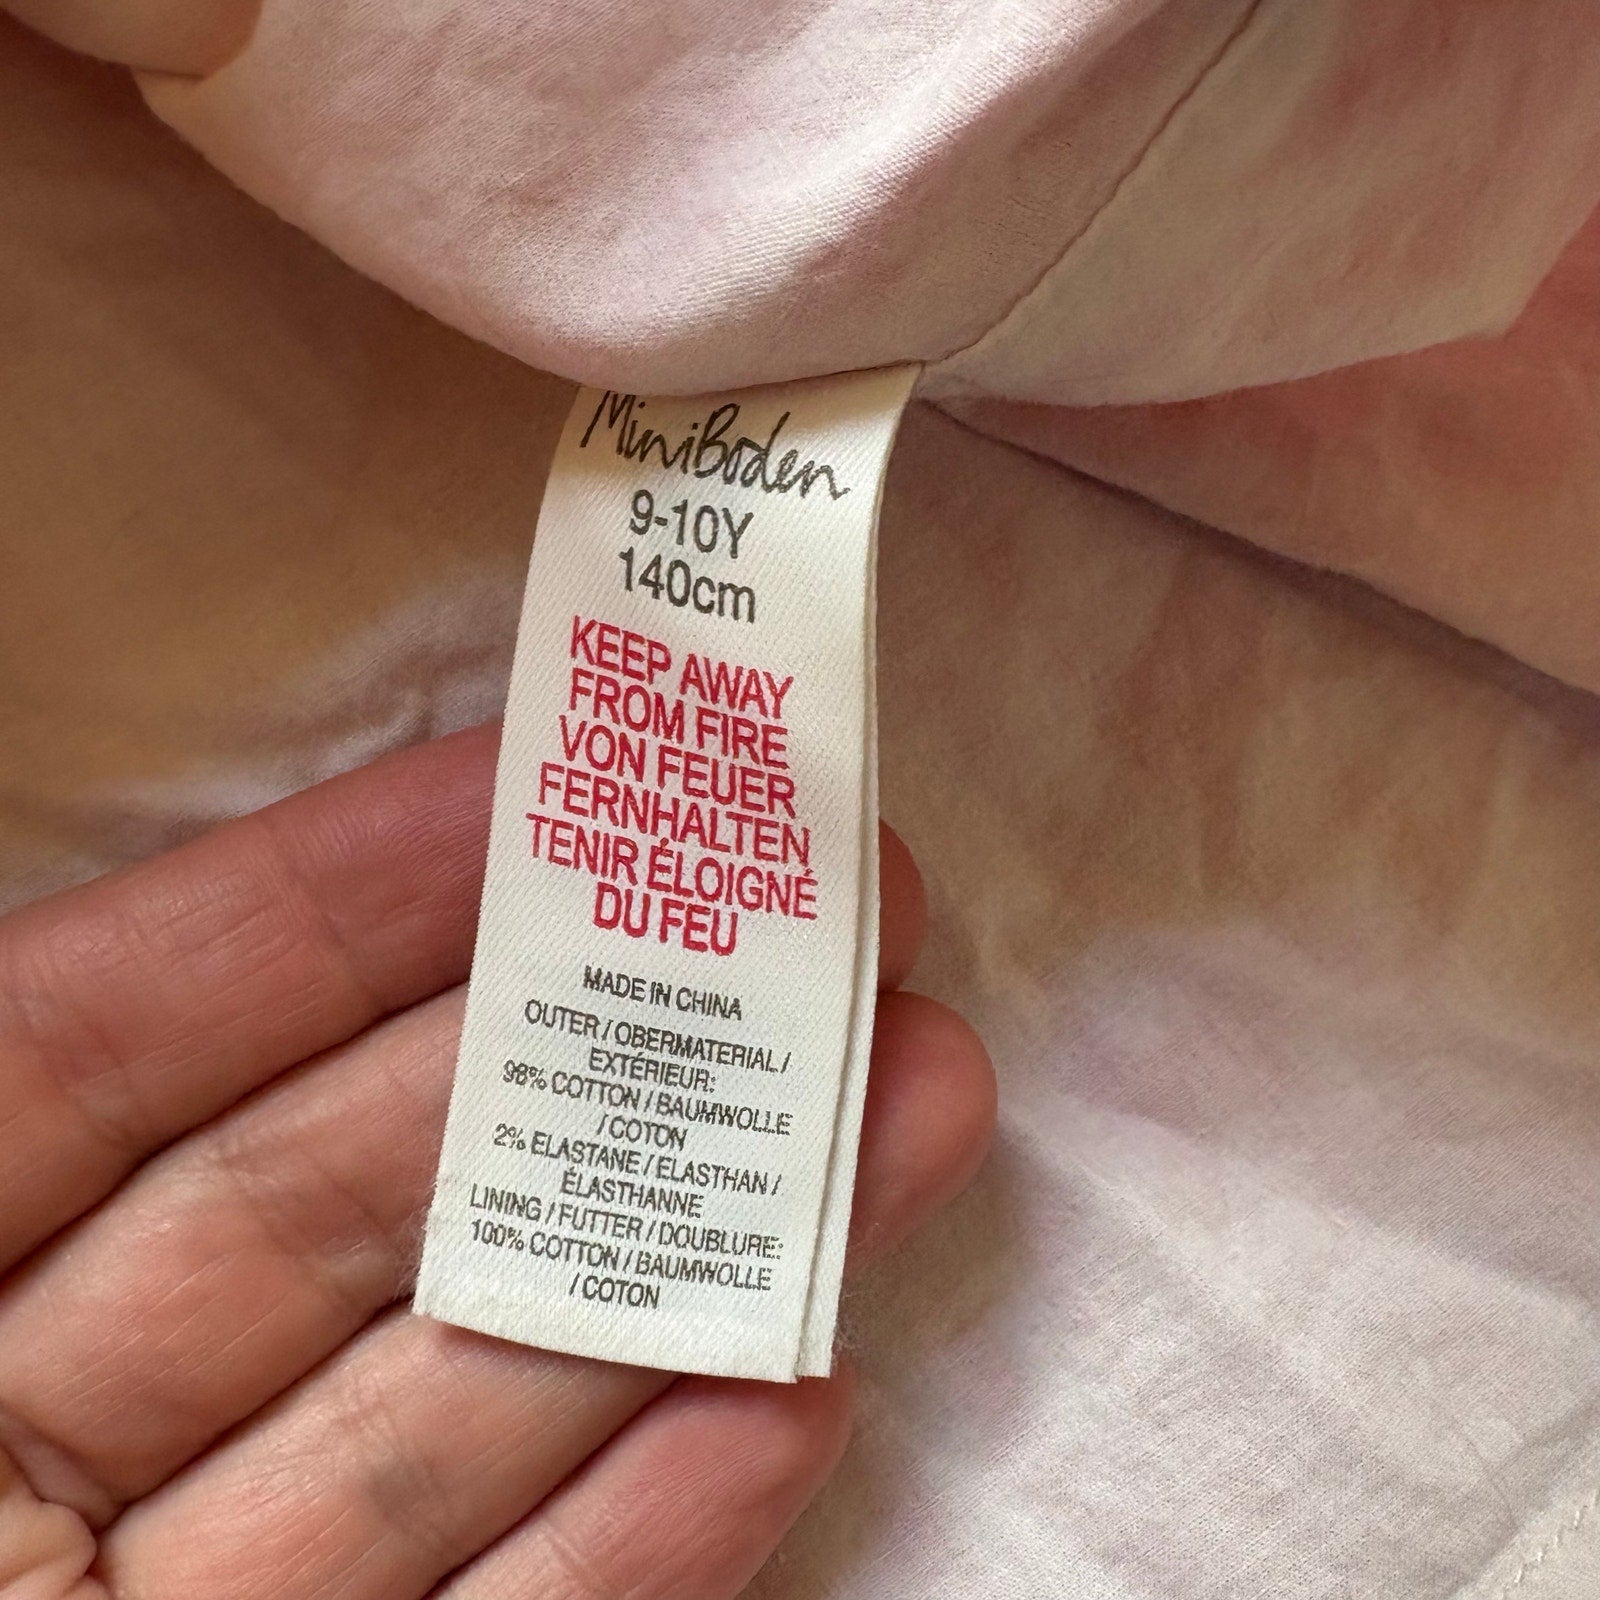 MiniBoden
9-10Y
140cm
KEEP AWAY
FROM FIRE
VON FEUER
FERNHALTEN
TENIR ÉLOIGNÉ
DU FEU
MADE IN CHINA
OUTER / OBERMATERIAL /
EXTÉRIEUR:
98% COTTON / BAUMWOLLE
/ COTON
2% ELASTANE / ELASTHAN /
ÉLASTHANNE
LINING / FUTTER / DOUBLURE:
100% COTTON / BAUMWOLLE
/ COTON